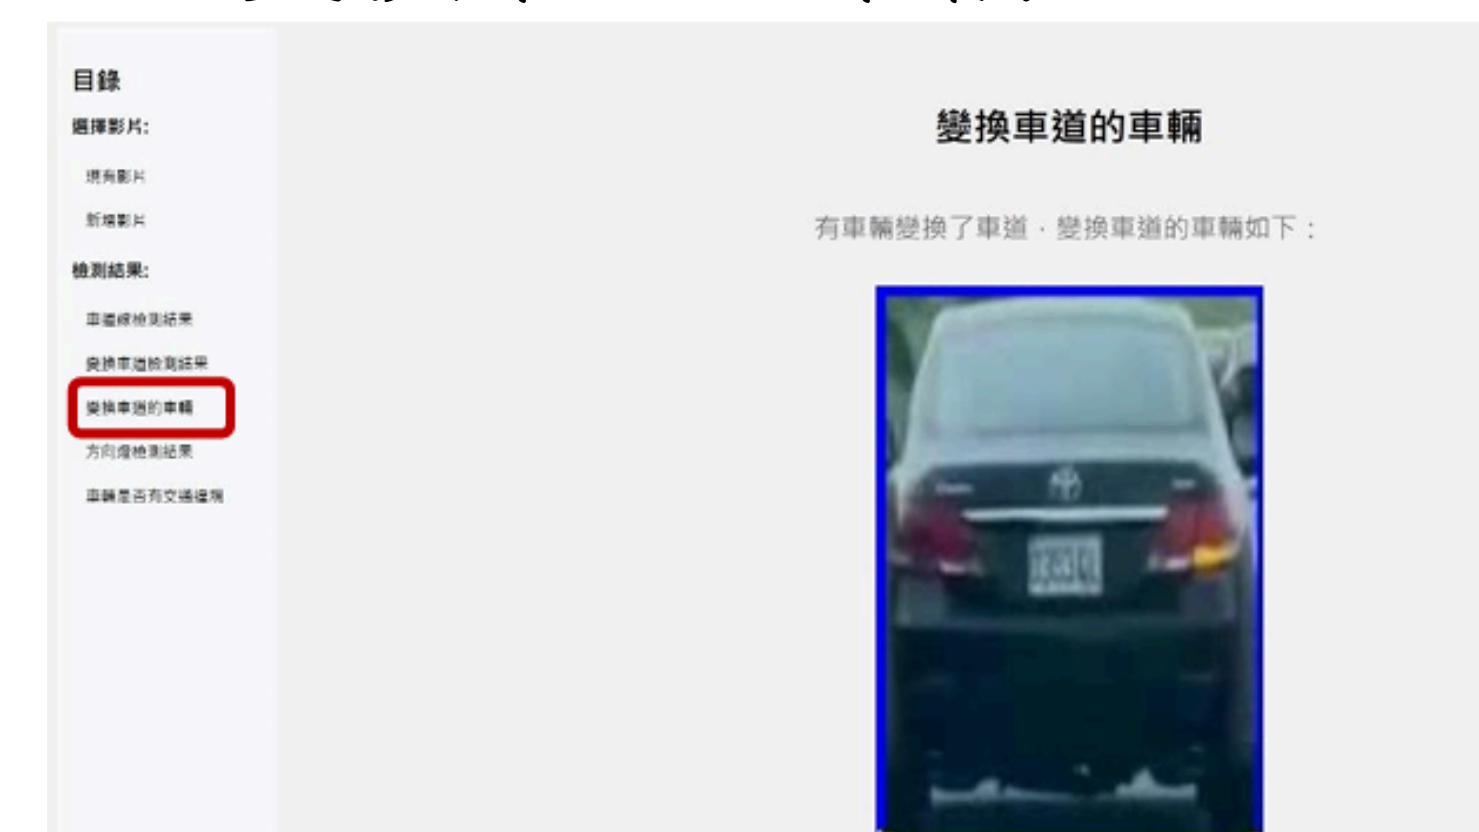 目錄
選擇影片:
現有影片
新增影片
檢測結果:
車道線檢測結果
變換車道檢測結果
變換車道的車輛
方向燈檢測結果
車輛是否有交通違規
變換車道的車輛
有車輛變換了車道，變換車道的車輛如下：